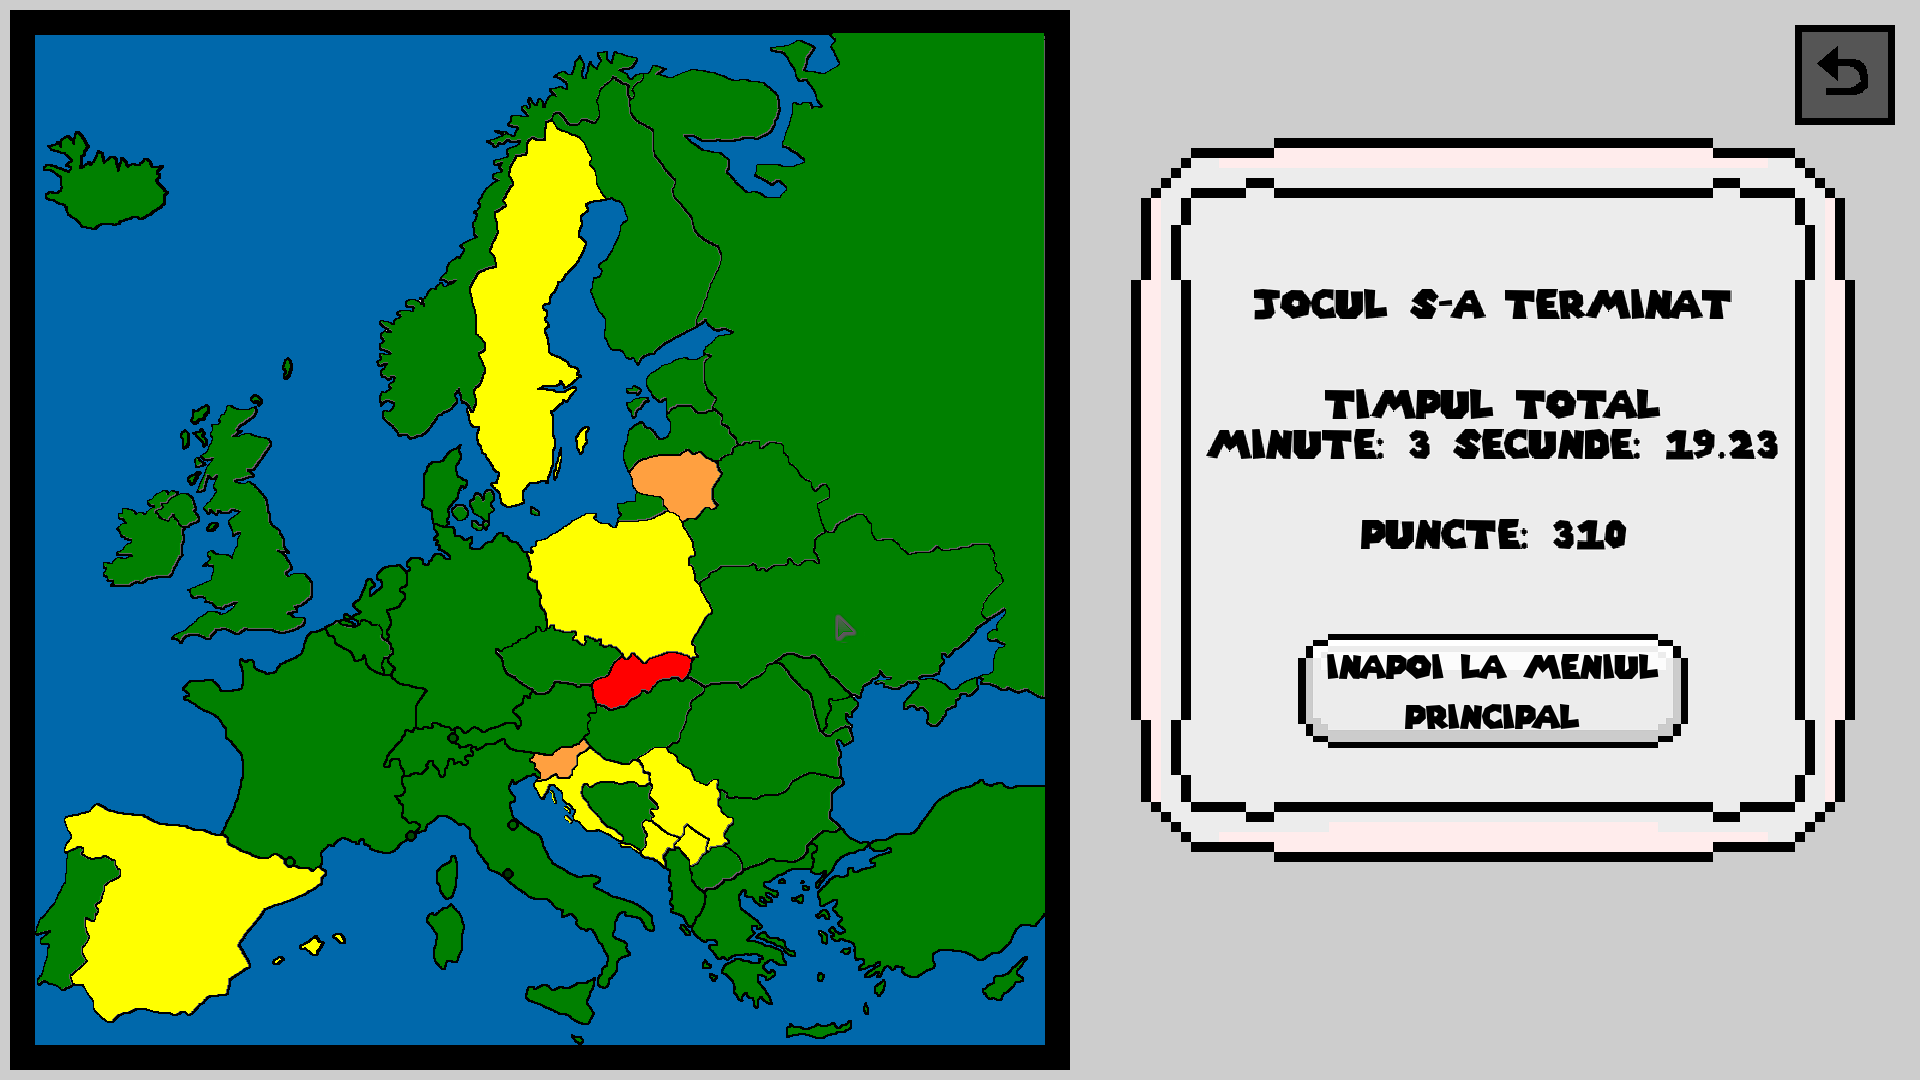 JOCUL S-A TERMINAT
TIMPUL TOTAL
MINUTE: 3 SECUNDE: 19.23
PUNCTE: 310
INAPOI LA MENIUL
PRINCIPAL